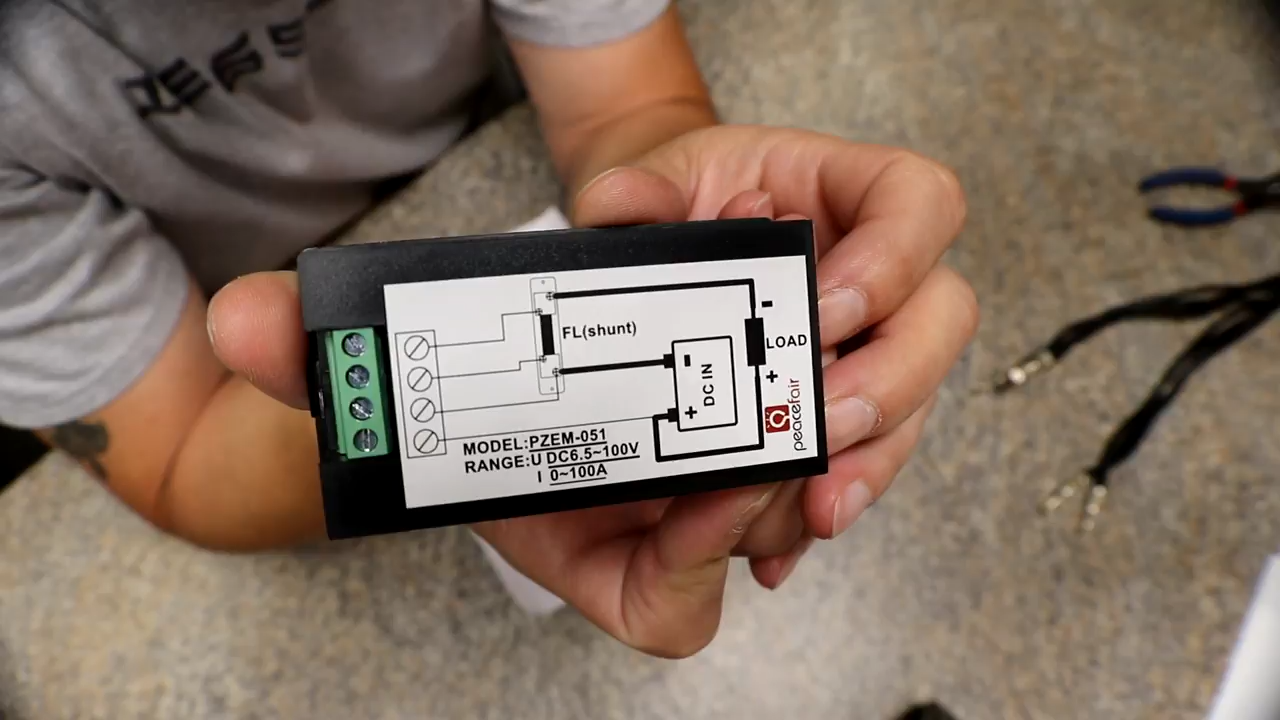 FL(shunt)
-
LOAD
+
-
DC IN
+
MODEL:PZEM-051
RANGE:U DC6.5~100V
I 0~100A
peacefair